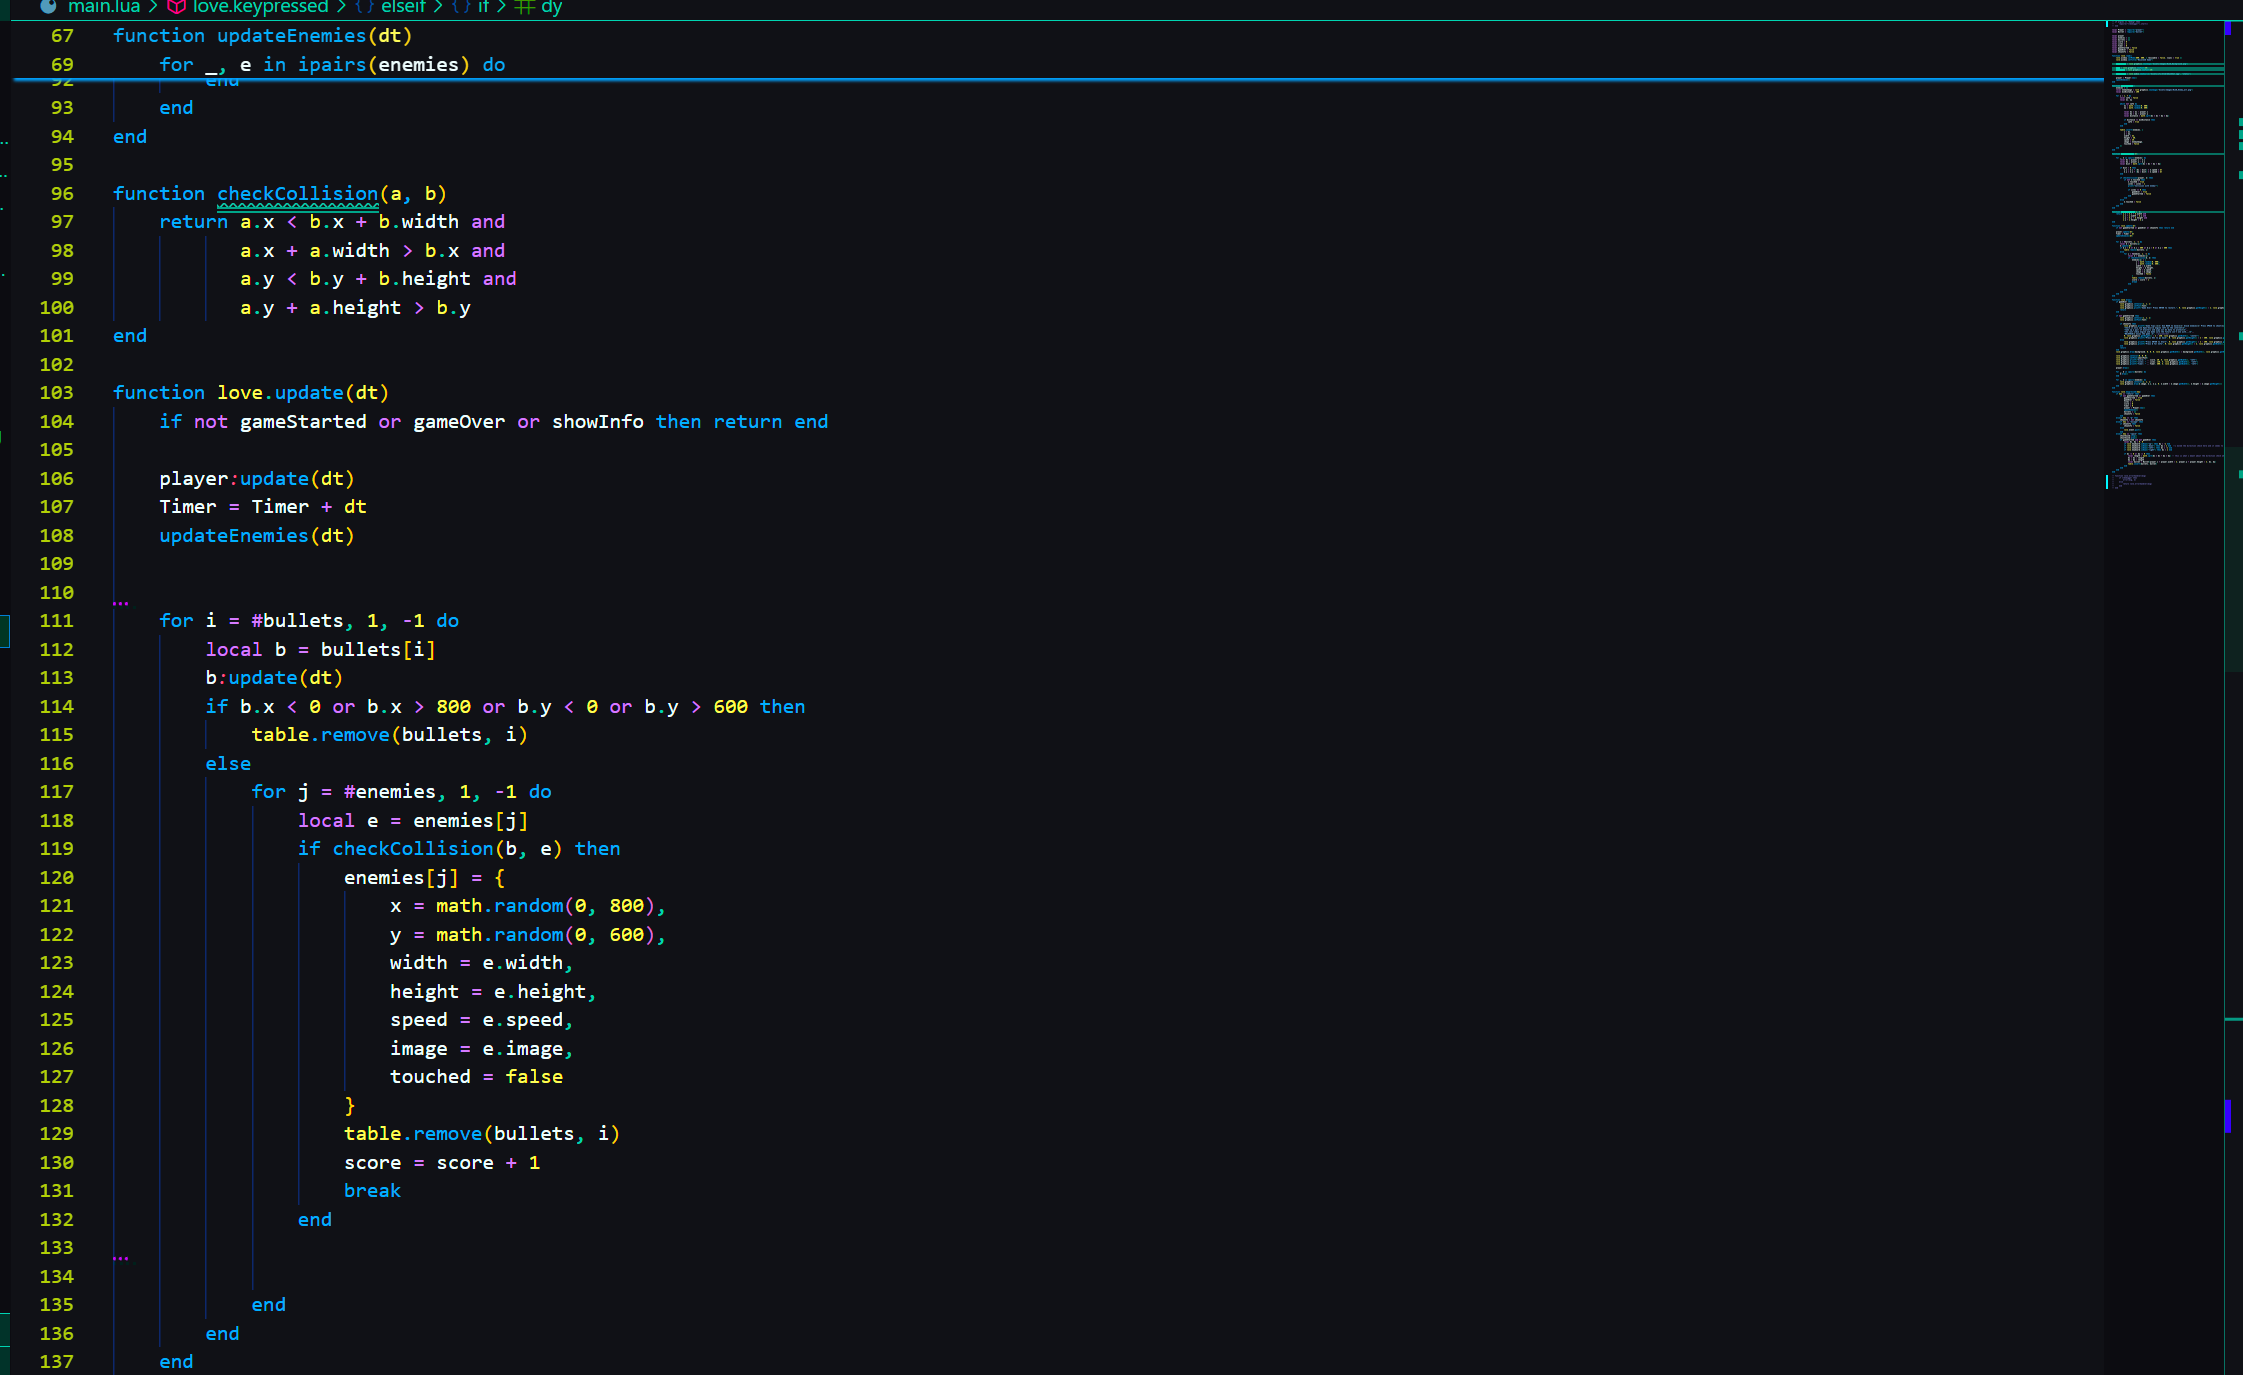 main.lua > love.keypressed > elseif > if > dy
67 function updateEnemies(dt)
69 for _, e in ipairs(enemies) do
92 end
93 end
94 end
95
96 function checkCollision(a, b)
97 return a.x < b.x + b.width and
98 a.x + a.width > b.x and
99 a.y < b.y + b.height and
100 a.y + a.height > b.y
101 end
102
103 function love.update(dt)
104 if not gameStarted or gameOver or showInfo then return end
105
106 player:update(dt)
107 Timer = Timer + dt
108 updateEnemies(dt)
109
110
111 for i = #bullets, 1, -1 do
112 local b = bullets[i]
113 b:update(dt)
114 if b.x < 0 or b.x > 800 or b.y < 0 or b.y > 600 then
115 table.remove(bullets, i)
116 else
117 for j = #enemies, 1, -1 do
118 local e = enemies[j]
119 if checkCollision(b, e) then
120 enemies[j] = {
121 x = math.random(0, 800),
122 y = math.random(0, 600),
123 width = e.width,
124 height = e.height,
125 speed = e.speed,
126 image = e.image,
127 touched = false
128 }
129 table.remove(bullets, i)
130 score = score + 1
131 break
132 end
133
134
135 end
136 end
137 end